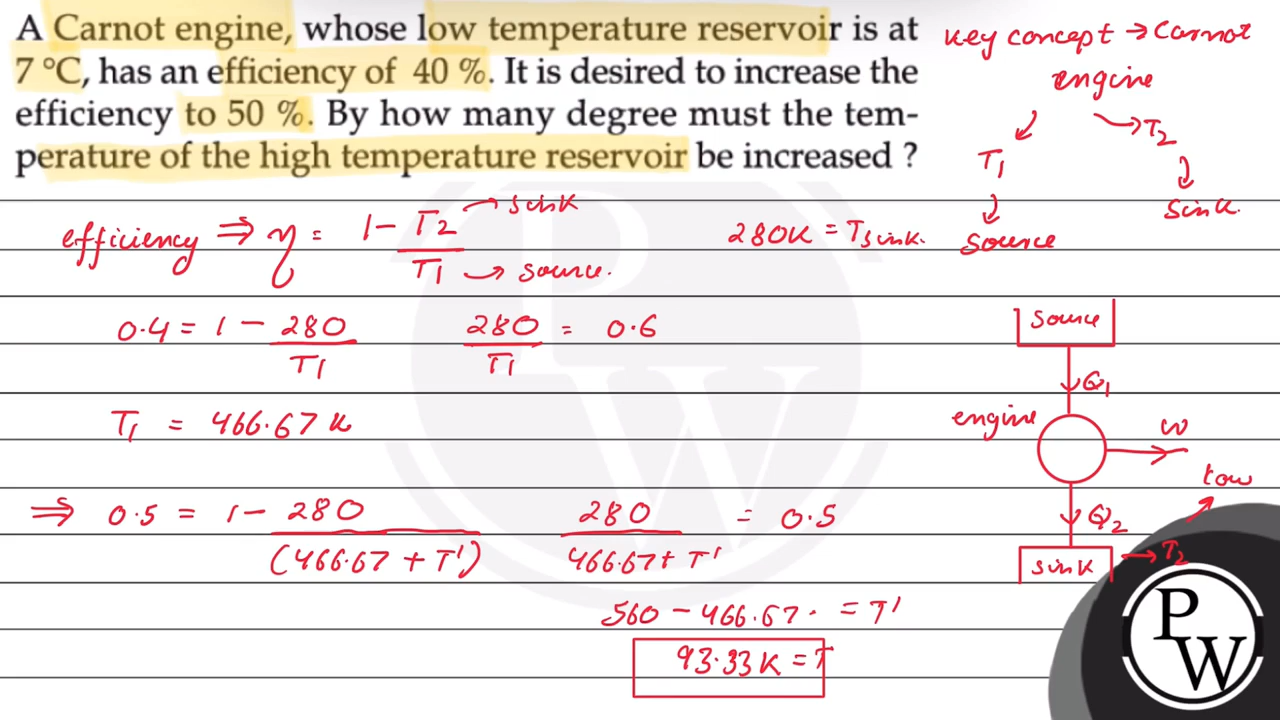 A Carnot engine, whose low temperature reservoir is at
7 °C, has an efficiency of 40 %. It is desired to increase the
efficiency to 50 %. By how many degree must the tem-
perature of the high temperature reservoir be increased ?
Key concept → Carnot
engine
T1
→ T2
Source
Sink.
efficiency ⇒ η = 1 - T2/T1
→ sink
→ source.
280K = Tsink.
0.4 = 1 - 280/T1
280/T1 = 0.6
T1 = 466.67 K
⇒ 0.5 = 1 - 280/(466.67 + T')
280/466.67 + T' = 0.5
560 - 466.67 . = T'
93.33 K = T
Source
Q1
engine
W
Q2
low
sink → T2
P
W
P
W